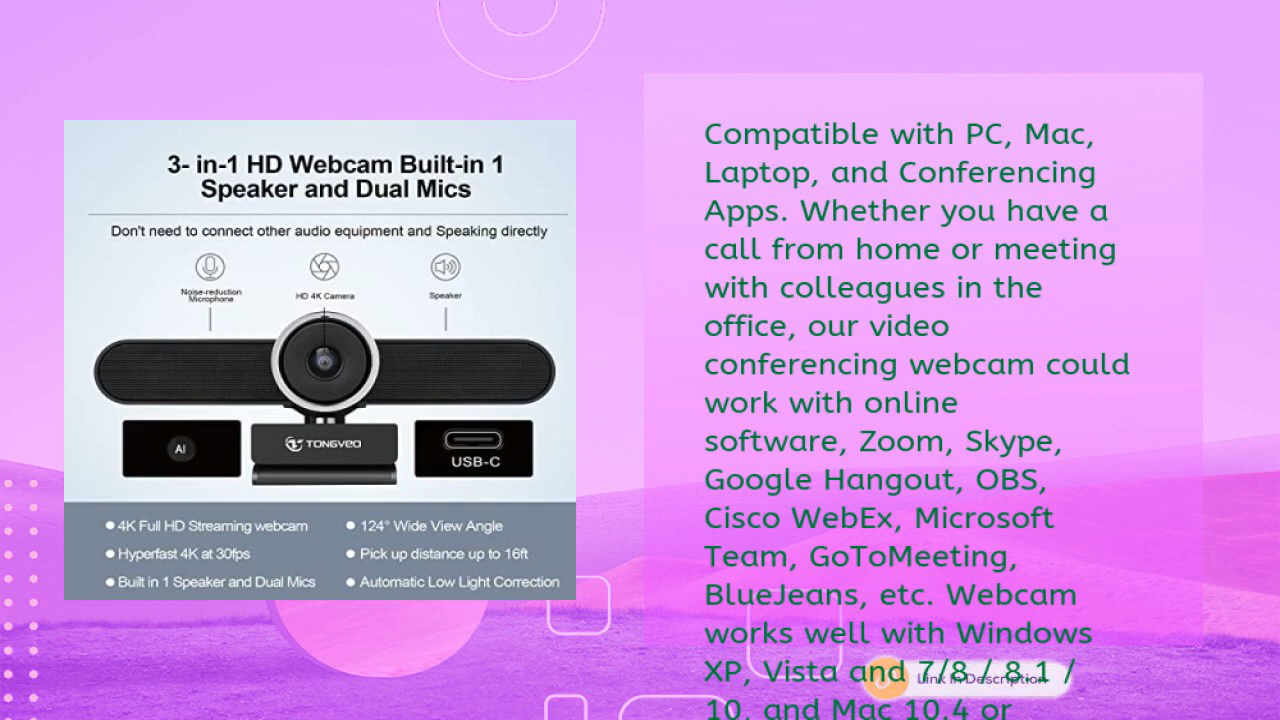 3- in-1 HD Webcam Built-in 1
Speaker and Dual Mics
Don't need to connect other audio equipment and Speaking directly
Noise-reduction
Microphone
HD 4K Camera
Speaker
AI
TONGVEO
USB-C
4K Full HD Streaming webcam
Hyperfast 4K at 30fps
Built in 1 Speaker and Dual Mics
124° Wide View Angle
Pick up distance up to 16ft
Automatic Low Light Correction
Compatible with PC, Mac,
Laptop, and Conferencing
Apps. Whether you have a
call from home or meeting
with colleagues in the
office, our video
conferencing webcam could
work with online
software, Zoom, Skype,
Google Hangout, OBS,
Cisco WebEx, Microsoft
Team, GoToMeeting,
BlueJeans, etc. Webcam
works well with Windows
XP, Vista and 7/8 / 8.1 /
10, and Mac 10.4 or
Link in Description